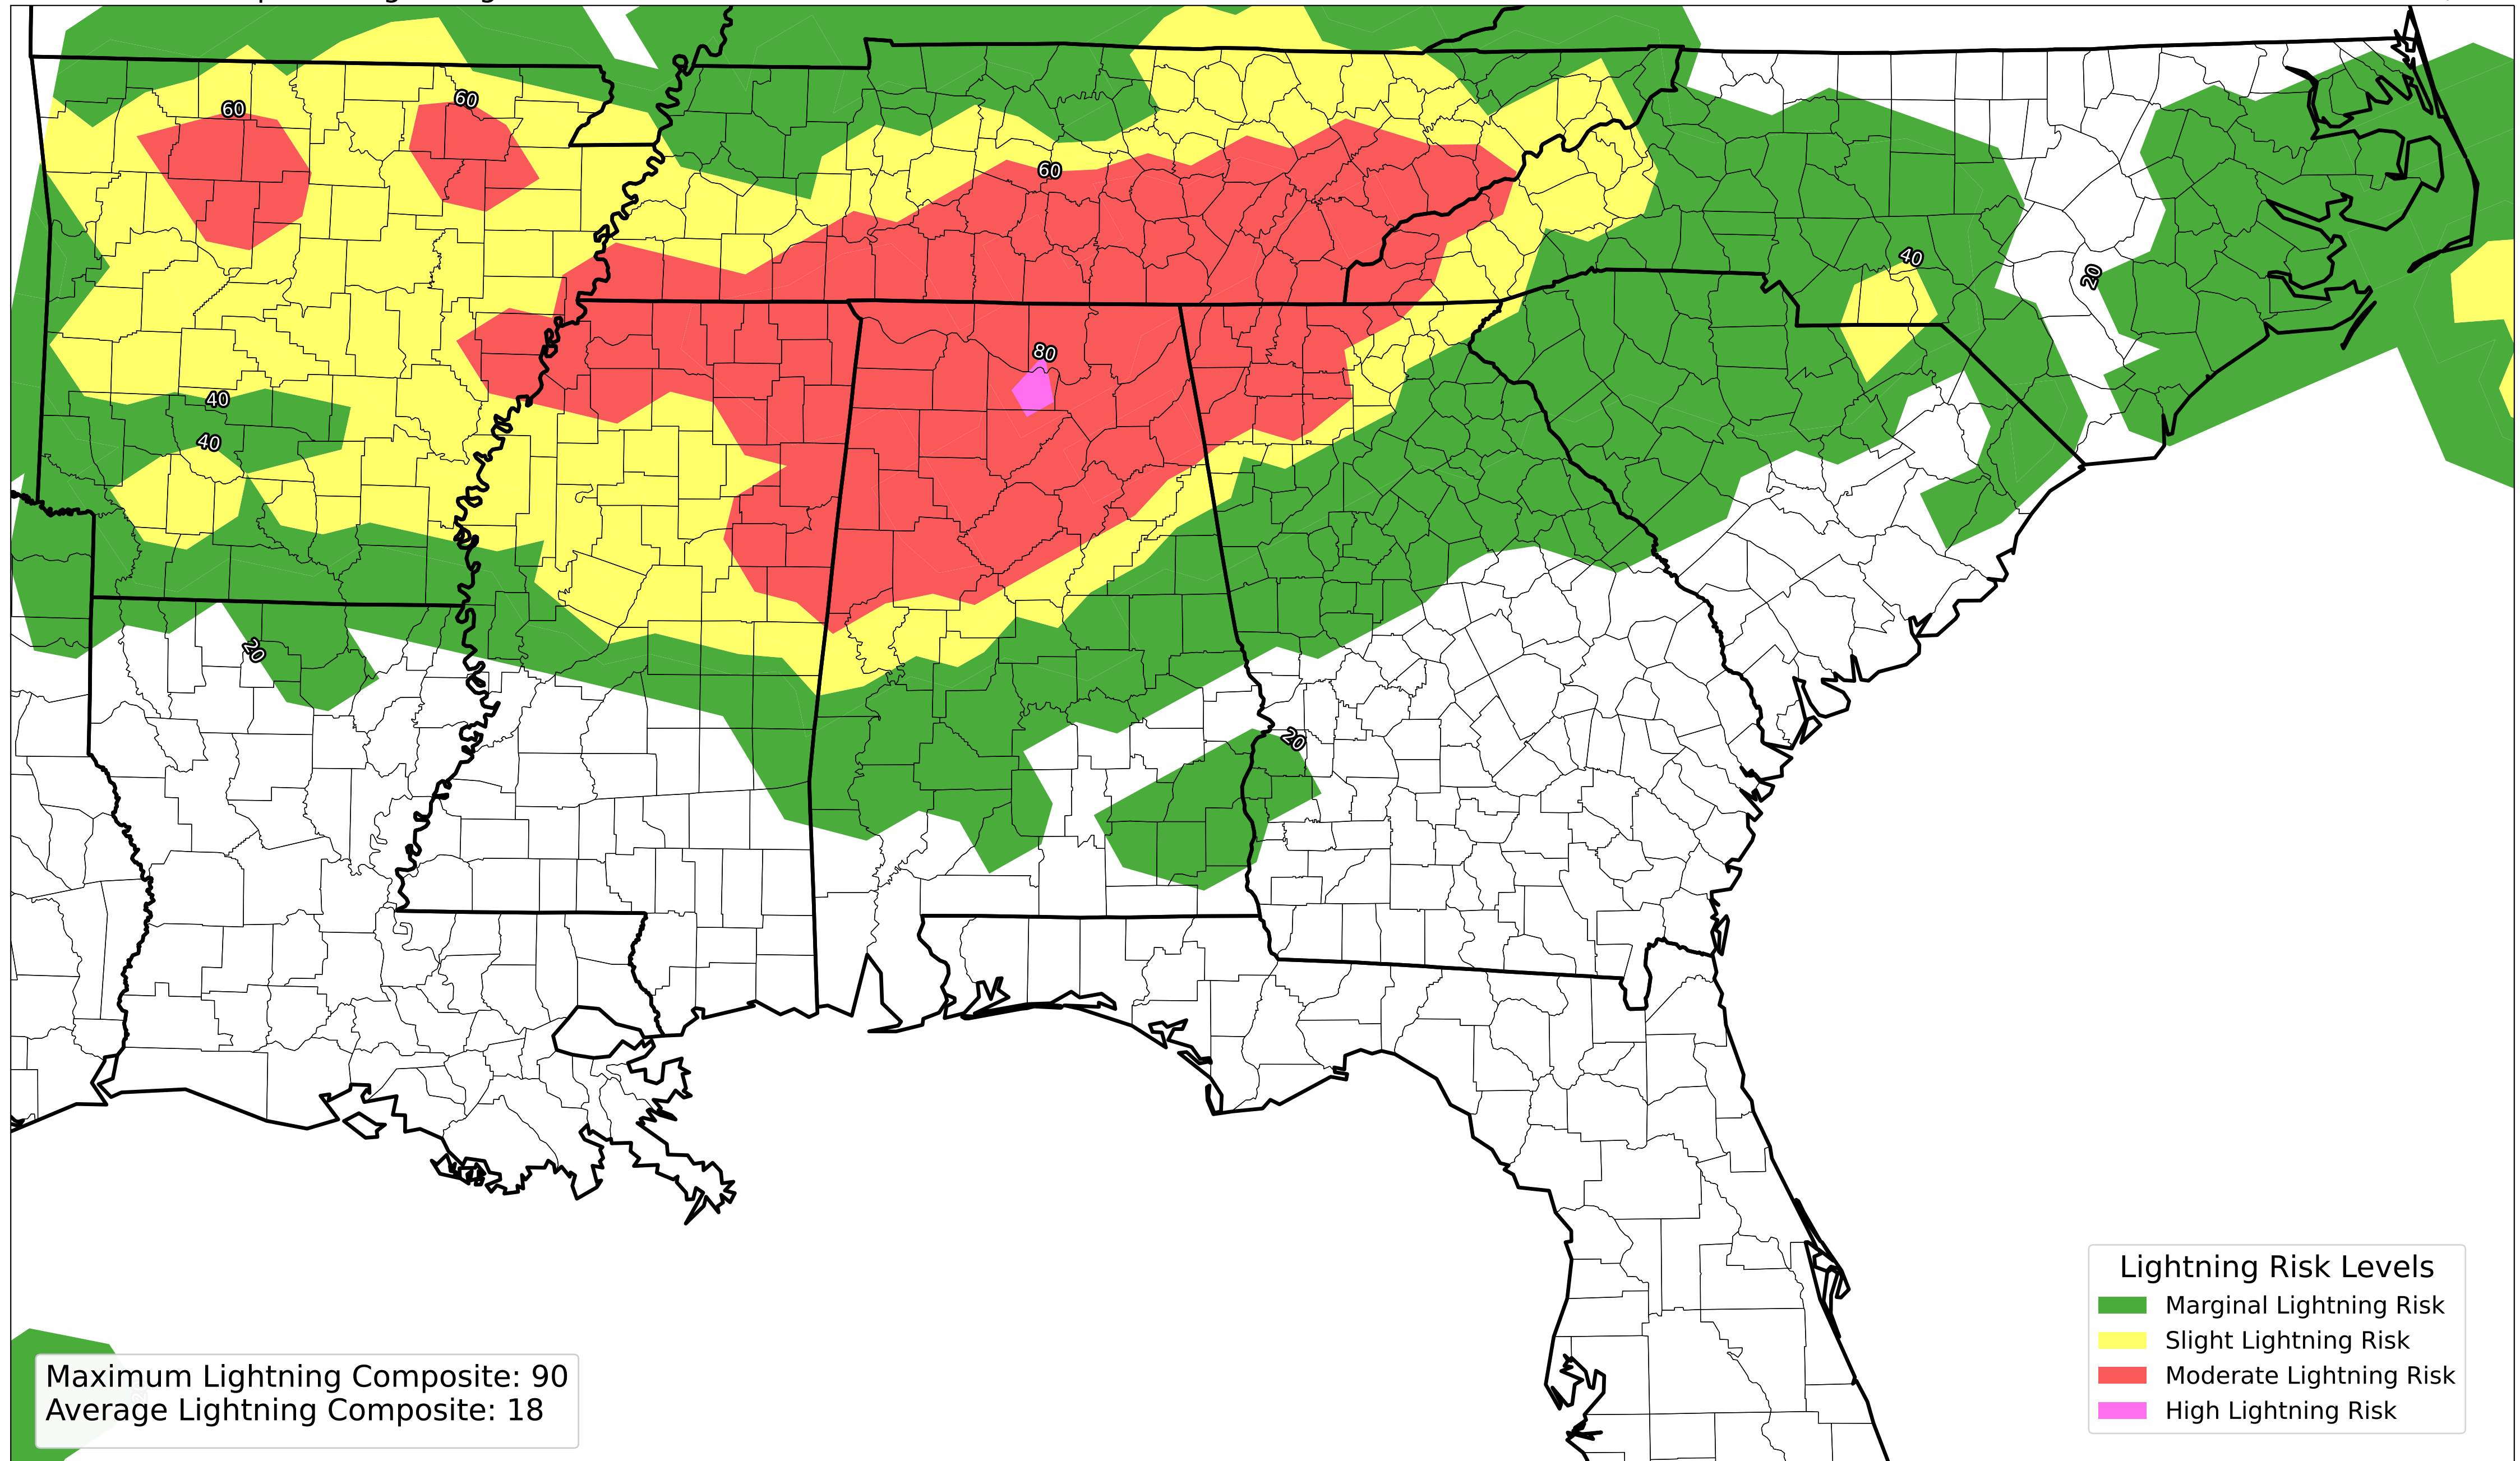 60
60
60
40
20
80
40
40
20
20
Lightning Risk Levels
Marginal Lightning Risk
Slight Lightning Risk
Moderate Lightning Risk
High Lightning Risk
Maximum Lightning Composite: 90
Average Lightning Composite: 18